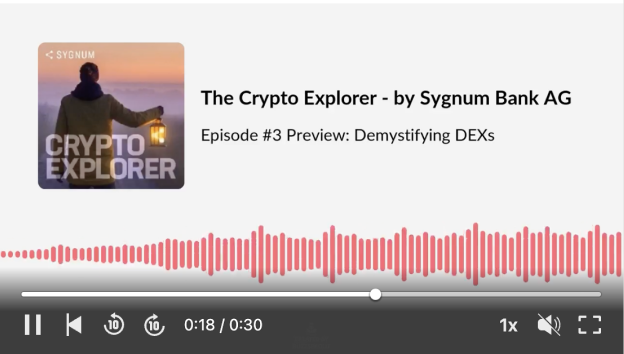 SYGNUM
CRYPTO
EXPLORER
The Crypto Explorer - by Sygnum Bank AG
Episode #3 Preview: Demystifying DEXs
10
10
0:18 / 0:30
1x